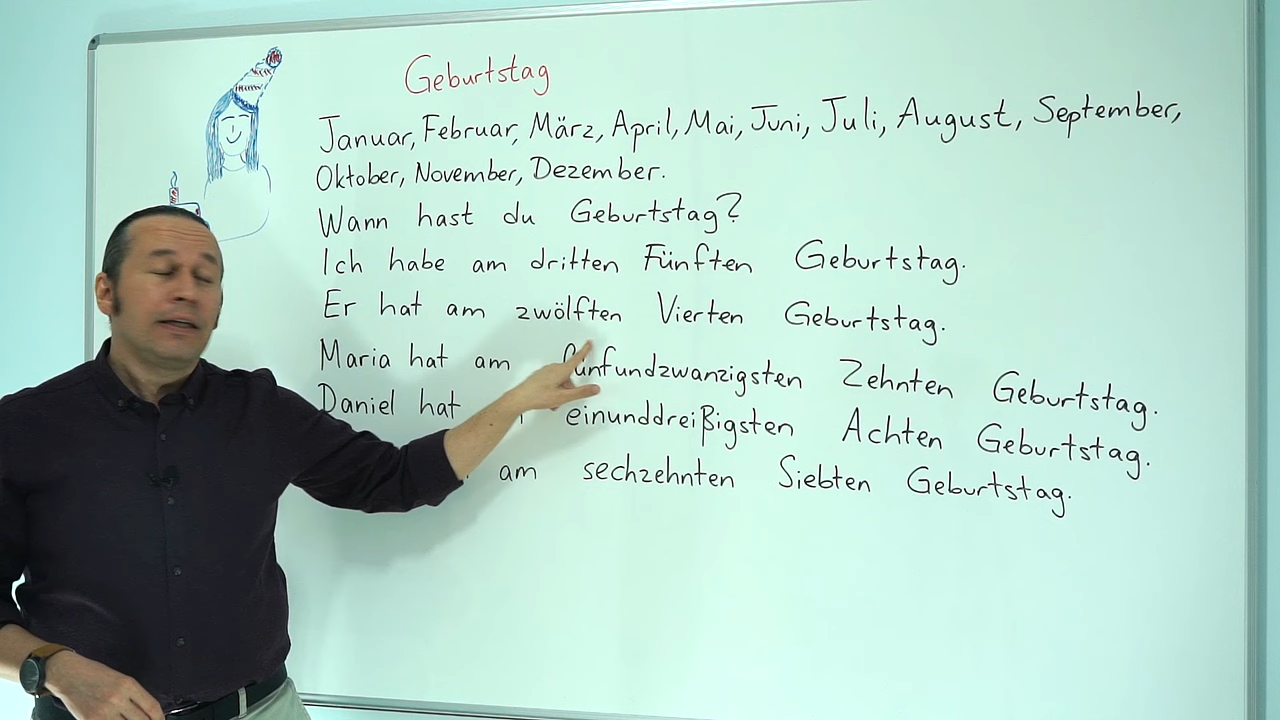 Geburtstag
Januar, Februar, März, April, Mai, Juni, Juli, August, September,
Oktober, November, Dezember.
Wann hast du Geburtstag?
Ich habe am dritten Fünften Geburtstag.
Er hat am zwölften Vierten Geburtstag.
Maria hat am fünfundzwanzigsten Zehnten Geburtstag.
Daniel hat einunddreißigsten Achten Geburtstag.
am sechzehnten Siebten Geburtstag.